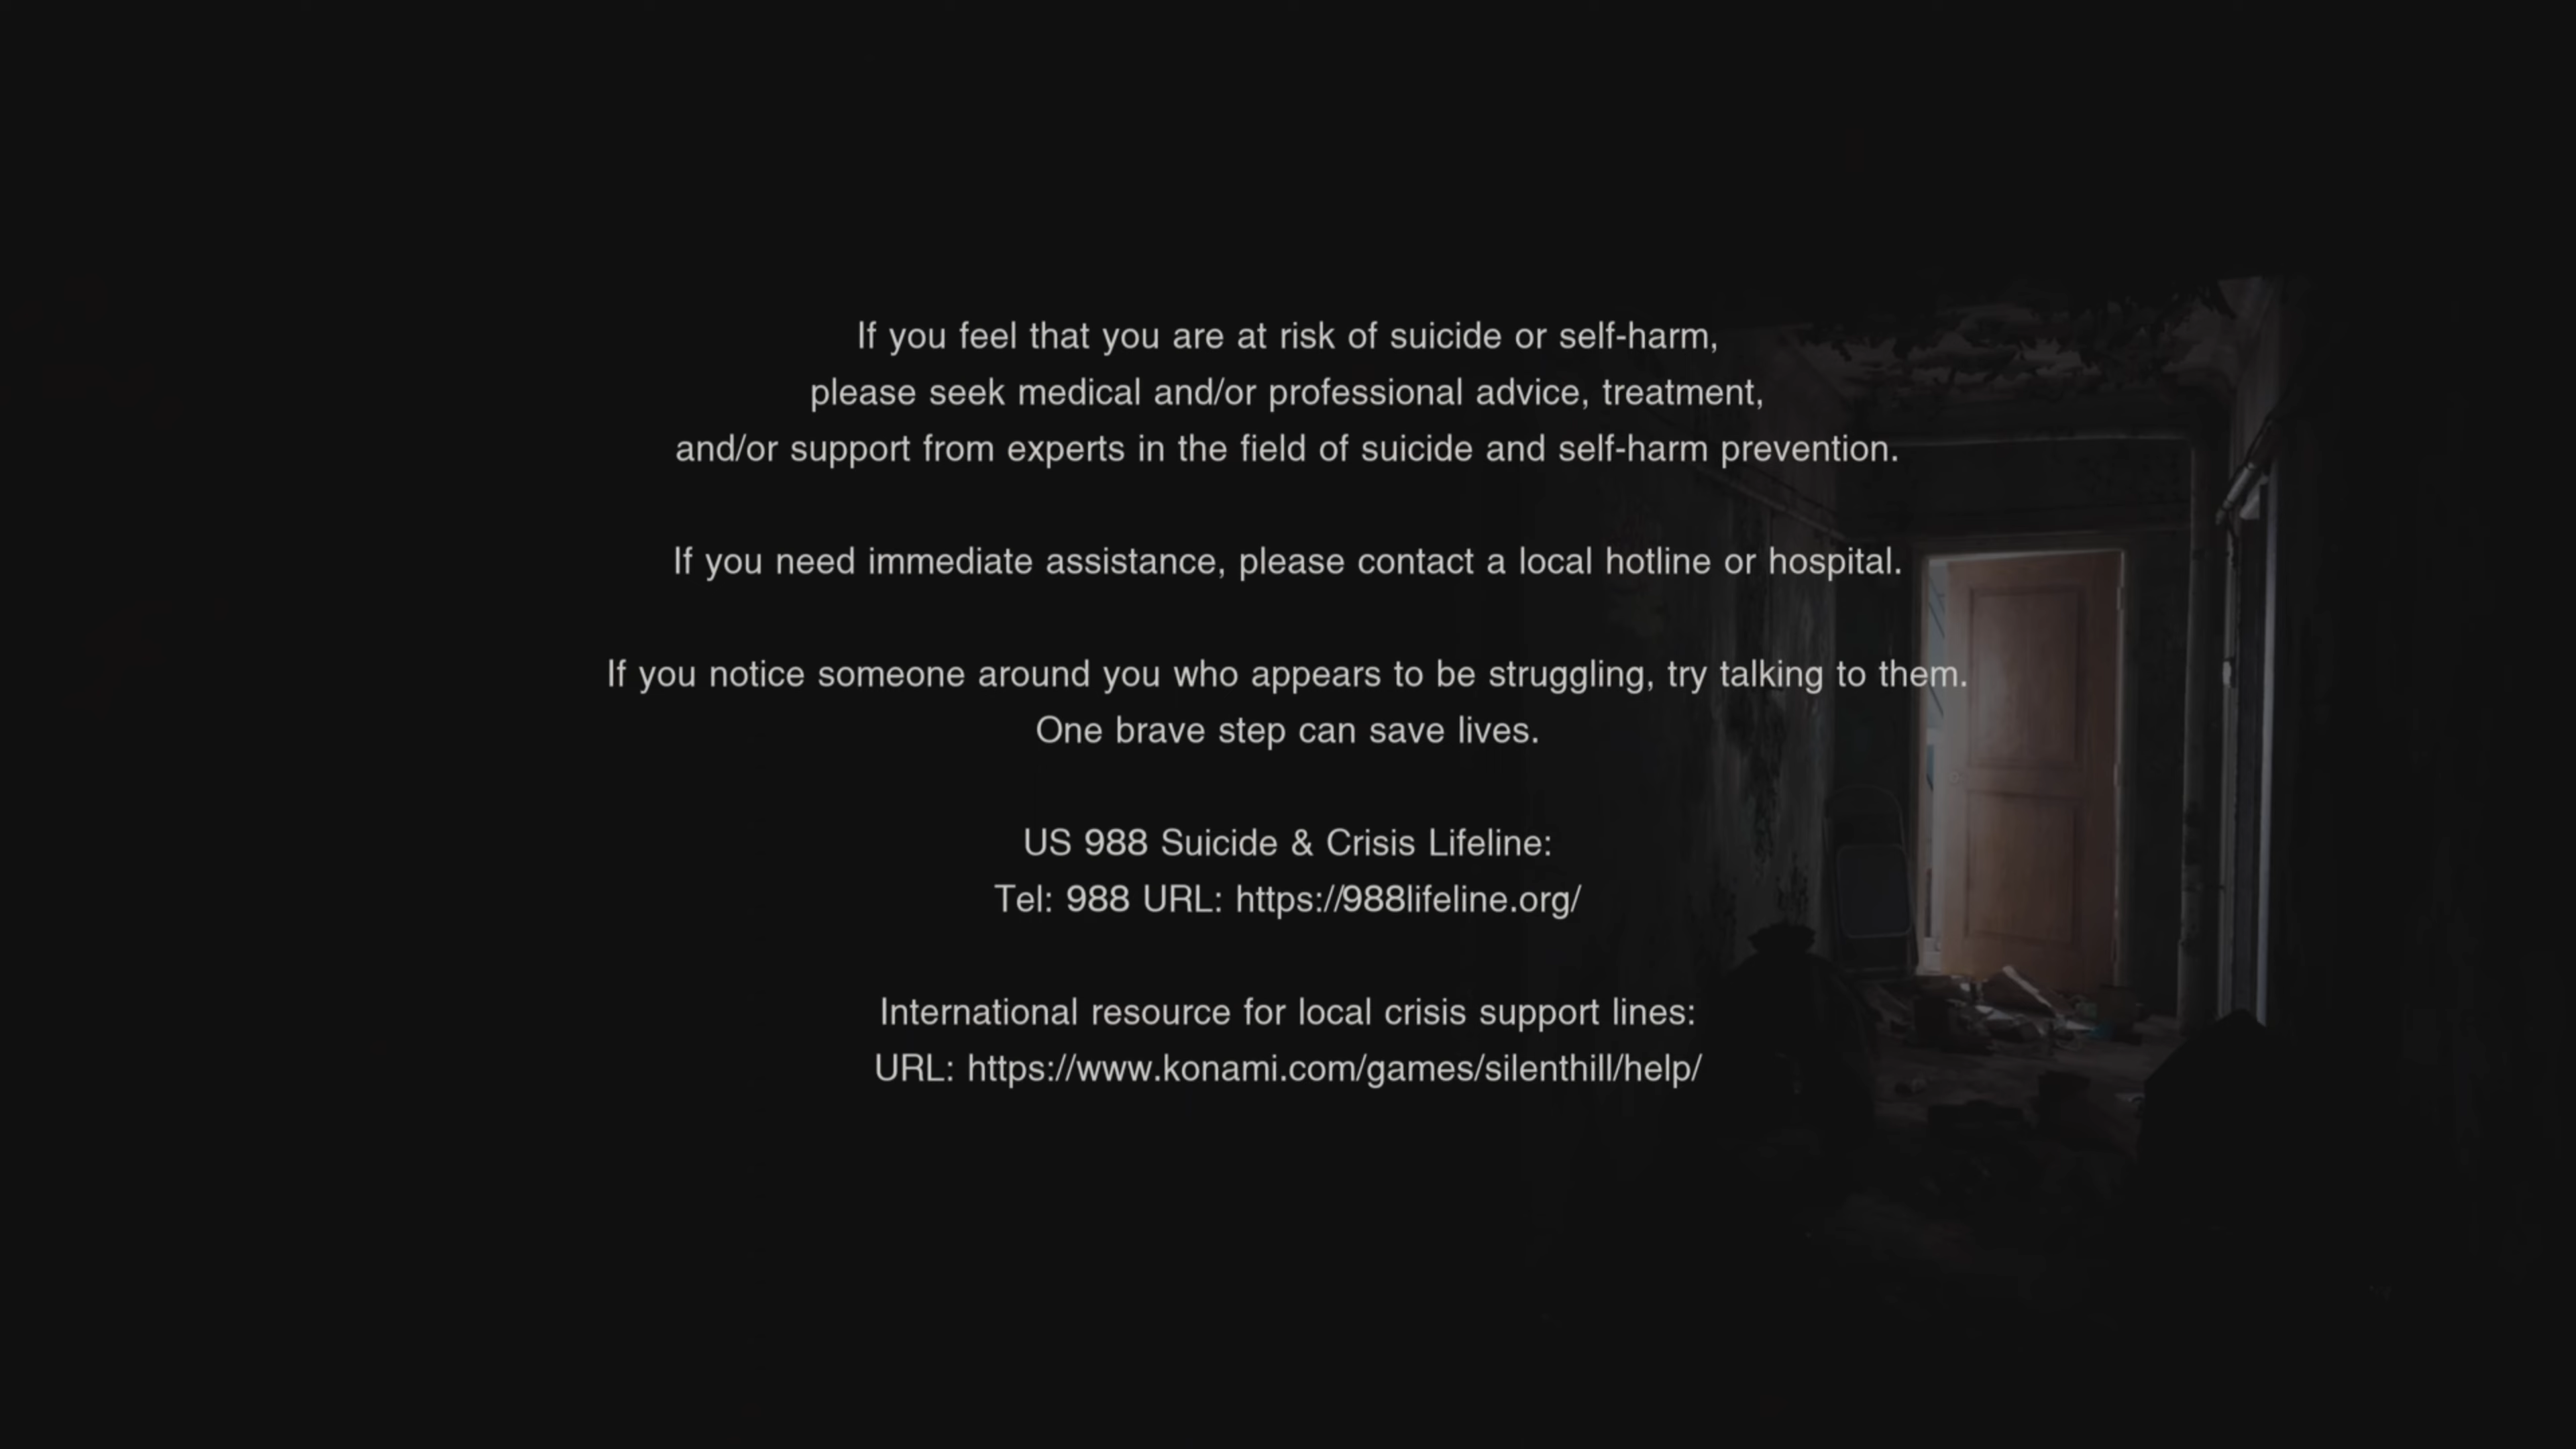 If you feel that you are at risk of suicide or self-harm,
please seek medical and/or professional advice, treatment,
and/or support from experts in the field of suicide and self-harm prevention.
If you need immediate assistance, please contact a local hotline or hospital.
If you notice someone around you who appears to be struggling, try talking to them.
One brave step can save lives.
US 988 Suicide & Crisis Lifeline:
Tel: 988 URL: https://988lifeline.org/
International resource for local crisis support lines:
URL: https://www.konami.com/games/silenthill/help/